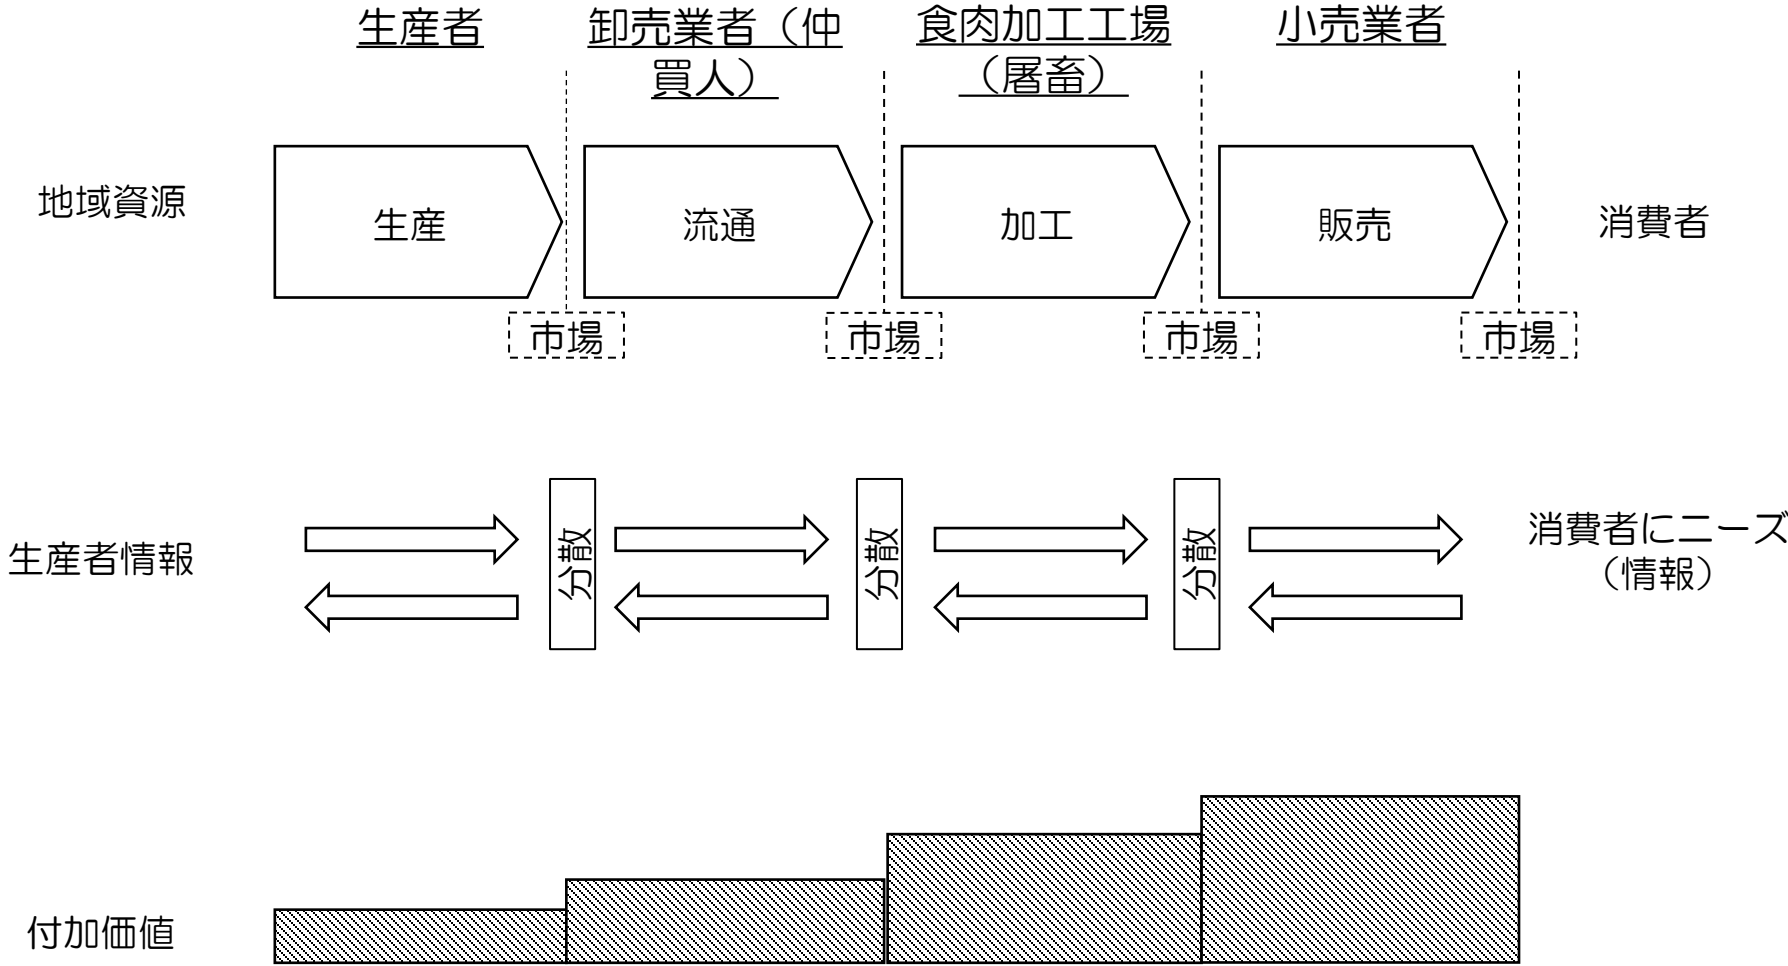 生産者
卸売業者（仲
買人）
食肉加工工場
（屠畜）
小売業者
地域資源
生産
流通
加工
販売
消費者
市場
市場
市場
市場
生産者情報
分散
分散
分散
消費者にニーズ
（情報）
付加価値